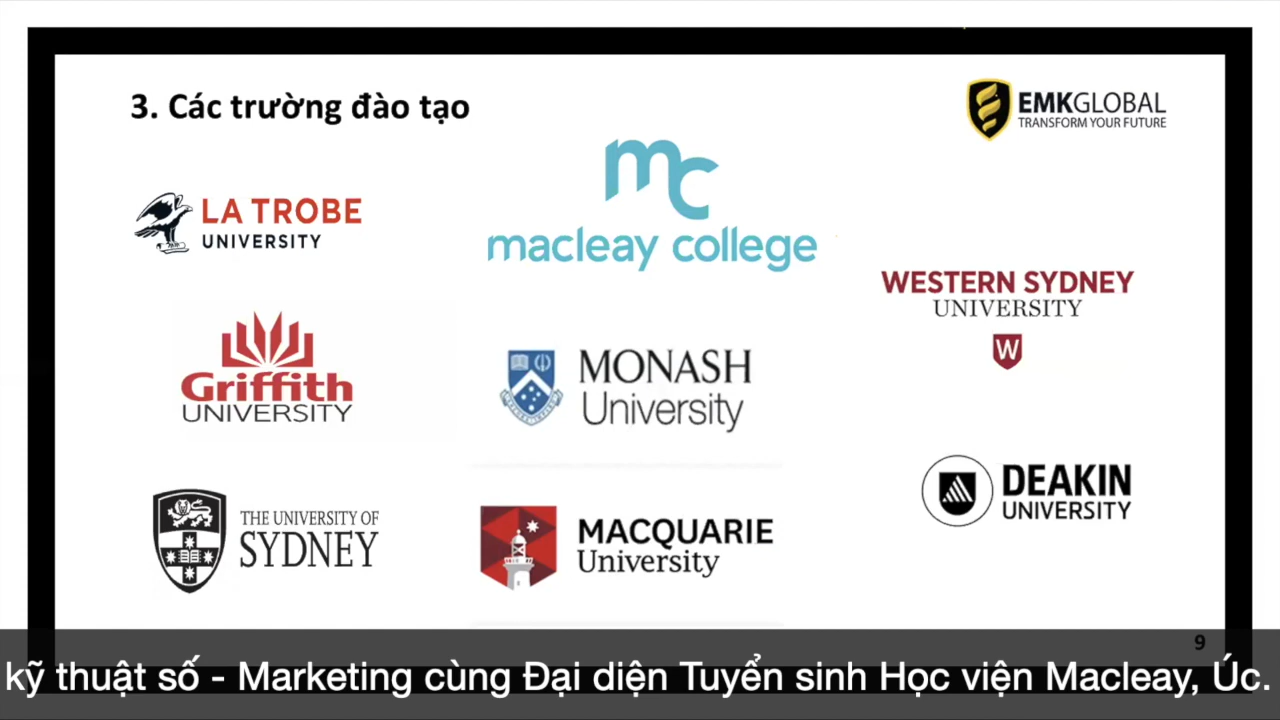 3. Các trường đào tạo
EMKGLOBAL
TRANSFORM YOUR FUTURE
mc
macleay college
LA TROBE
UNIVERSITY
WESTERN SYDNEY
UNIVERSITY
W
Griffith
UNIVERSITY
MONASH
University
DEAKIN
UNIVERSITY
THE UNIVERSITY OF
SYDNEY
MACQUARIE
University
9
kỹ thuật số - Marketing cùng Đại diện Tuyển sinh Học viện Macleay, Úc.